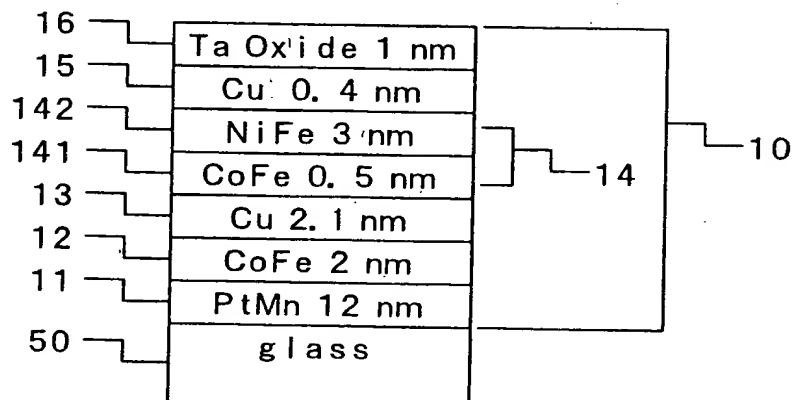 16
Ta Oxide 1 nm
15
Cu 0. 4 nm
142
NiFe 3 nm
141
CoFe 0. 5 nm
14
10
13
Cu 2. 1 nm
12
CoFe 2 nm
11
PtMn 12 nm
50
glass